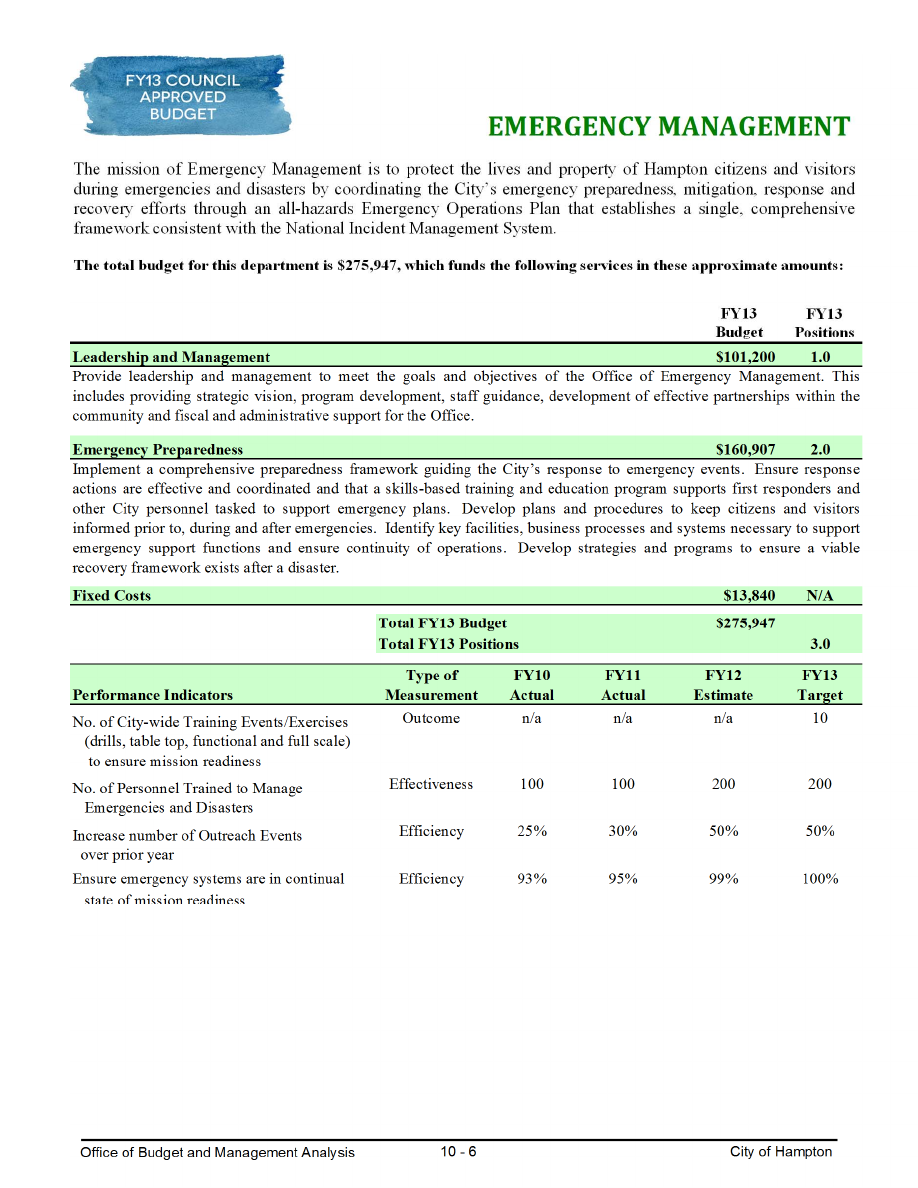 FY13 COUNCIL
APPROVED
BUDGET
EMERGENCY MANAGEMENT
The mission of Emergency Management is to protect the lives and property of Hampton citizens and visitors
during emergencies and disasters by coordinating the City's emergency preparedness, mitigation, response and
recovery efforts through an all-hazards Emergency Operations Plan that establishes a single, comprehensive
framework consistent with the National Incident Management System.
The total budget for this department is $275,947, which funds the following services in these approximate amounts:
FY13 FY13
Budget Positions
Leadership and Management $101,200 1.0
Provide leadership and management to meet the goals and objectives of the Office of Emergency Management. This
includes providing strategic vision, program development, staff guidance, development of effective partnerships within the
community and fiscal and administrative support for the Office.
Emergency Preparedness $160,907 2.0
Implement a comprehensive preparedness framework guiding the City's response to emergency events. Ensure response
actions are effective and coordinated and that a skills-based training and education program supports first responders and
other City personnel tasked to support emergency plans. Develop plans and procedures to keep citizens and visitors
informed prior to, during and after emergencies. Identify key facilities, business processes and systems necessary to support
emergency support functions and ensure continuity of operations. Develop strategies and programs to ensure a viable
recovery framework exists after a disaster.
Fixed Costs $13,840 N/A
Total FY13 Budget $275,947
Total FY13 Positions 3.0
Type of FY10 FY11 FY12 FY13
Performance Indicators Measurement Actual Actual Estimate Target
No. of City-wide Training Events/Exercises Outcome n/a n/a n/a 10
(drills, table top, functional and full scale)
to ensure mission readiness
No. of Personnel Trained to Manage Effectiveness 100 100 200 200
Emergencies and Disasters
Increase number of Outreach Events Efficiency 25% 30% 50% 50%
over prior year
Ensure emergency systems are in continual Efficiency 93% 95% 99% 100%
state of mission readiness
Office of Budget and Management Analysis 10 - 6 City of Hampton